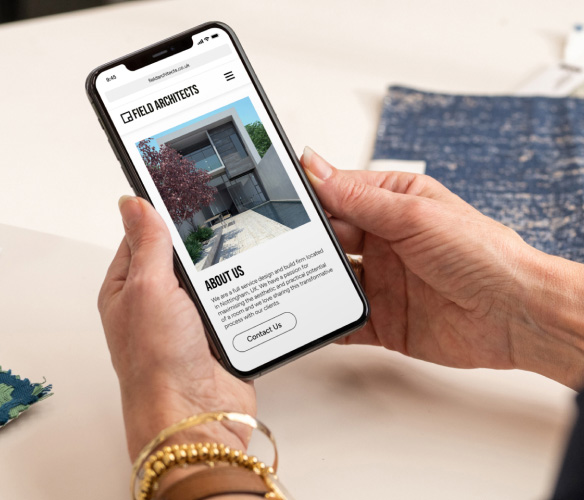 9:45
fieldarchitects.co.uk
FIELD ARCHITECTS
ABOUT US
We are a full service design and build firm located
in Nottingham, UK. We have a passion for
maximising the aesthetic and practical potential
of a room and we love sharing this transformative
process with our clients.
Contact Us